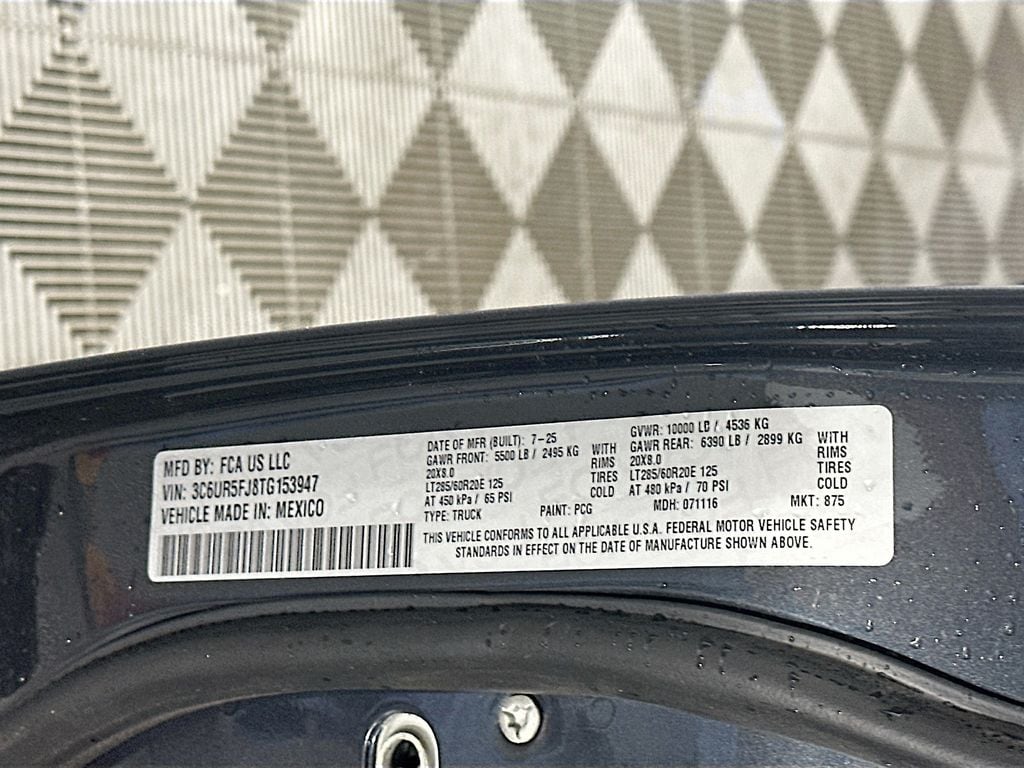 MFD BY: FCA US LLC
VIN: 3C6UR5FJ8TG153947
VEHICLE MADE IN: MEXICO
DATE OF MFR (BUILT): 7-25
GAWR FRONT: 5500 LB / 2495 KG
20X8.0
LT285/60R20E 125
AT 450 kPa / 65 PSI
WITH
RIMS
TIRES
COLD
TYPE: TRUCK
PAINT: PCG
GVWR: 10000 LB / 4536 KG
GAWR REAR: 6390 LB / 2899 KG
20X8.0
LT285/60R20E 125
AT 480 kPa / 70 PSI
WITH
RIMS
TIRES
COLD
MDH: 071116
MKT: 875
THIS VEHICLE CONFORMS TO ALL APPLICABLE U.S.A. FEDERAL MOTOR VEHICLE SAFETY
STANDARDS IN EFFECT ON THE DATE OF MANUFACTURE SHOWN ABOVE.